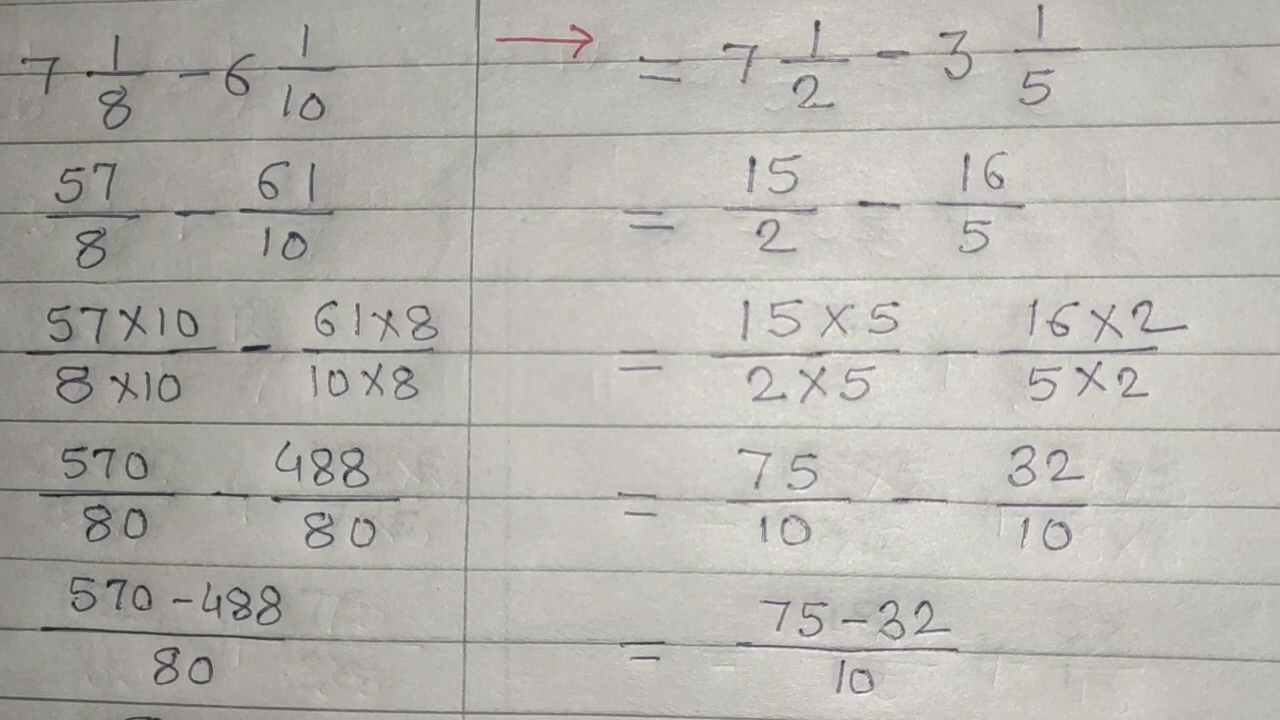 7 1/8 - 6 1/10
57/8 - 61/10
57×10/8×10 - 61×8/10×8
570/80 - 488/80
570-488/80
→ = 7 1/2 - 3 1/5
= 15/2 - 16/5
= 15×5/2×5 - 16×2/5×2
= 75/10 - 32/10
= 75-32/10